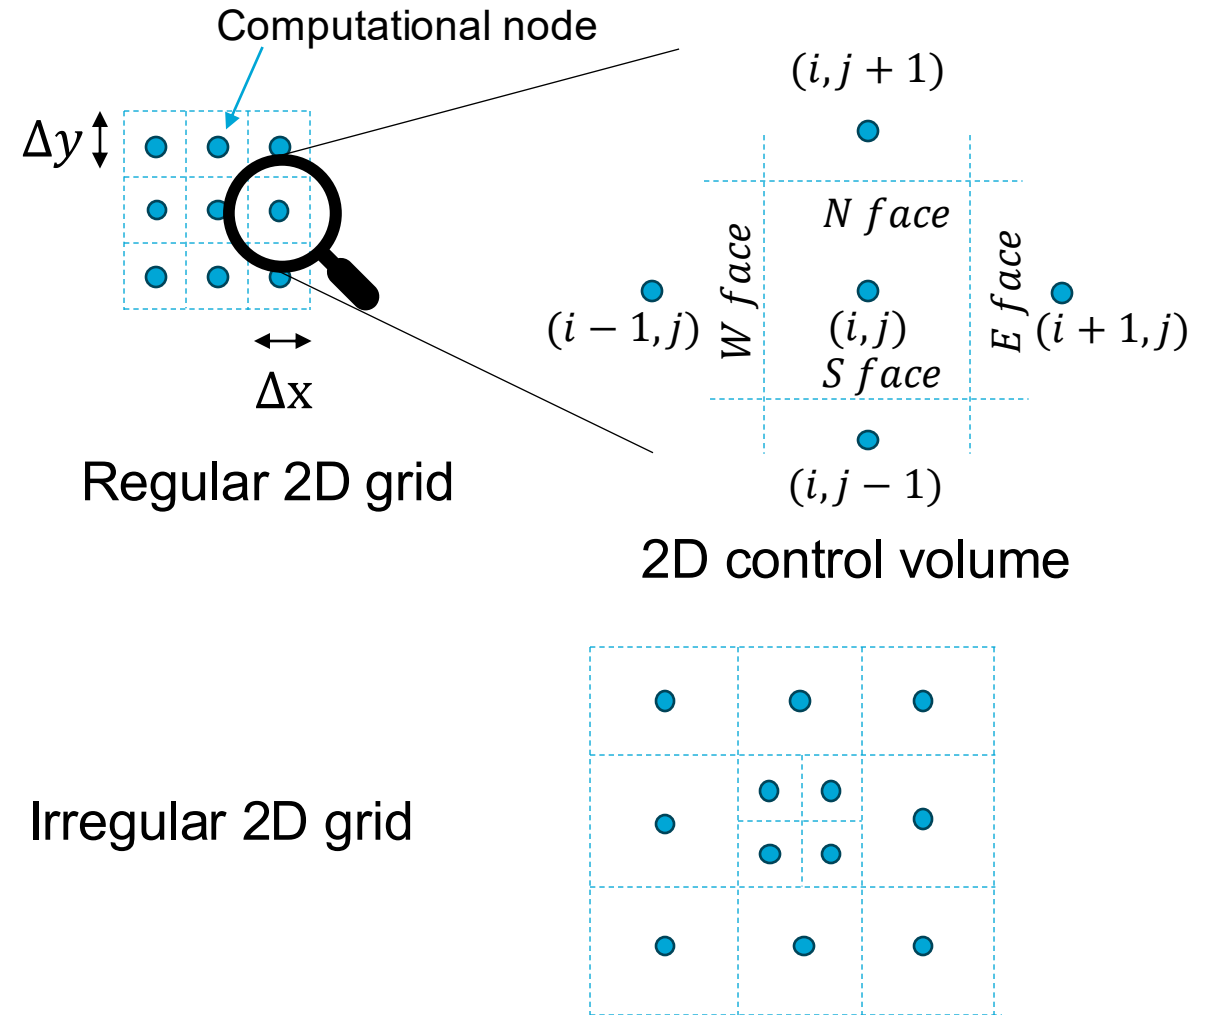 Computational node
Δy
Δx
Regular 2D grid
(i, j + 1)
N face
W face
E face
(i − 1, j)
(i, j)
(i + 1, j)
S face
(i, j − 1)
2D control volume
Irregular 2D grid